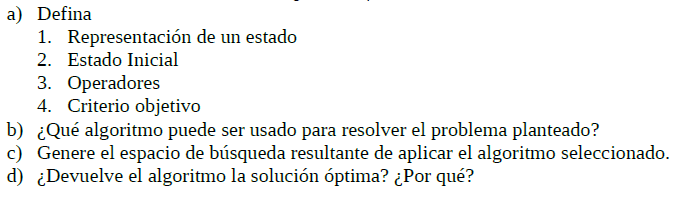 a) Defina
1. Representación de un estado
2. Estado Inicial
3. Operadores
4. Criterio objetivo
b) ¿Qué algoritmo puede ser usado para resolver el problema planteado?
c) Genere el espacio de búsqueda resultante de aplicar el algoritmo seleccionado.
d) ¿Devuelve el algoritmo la solución óptima? ¿Por qué?